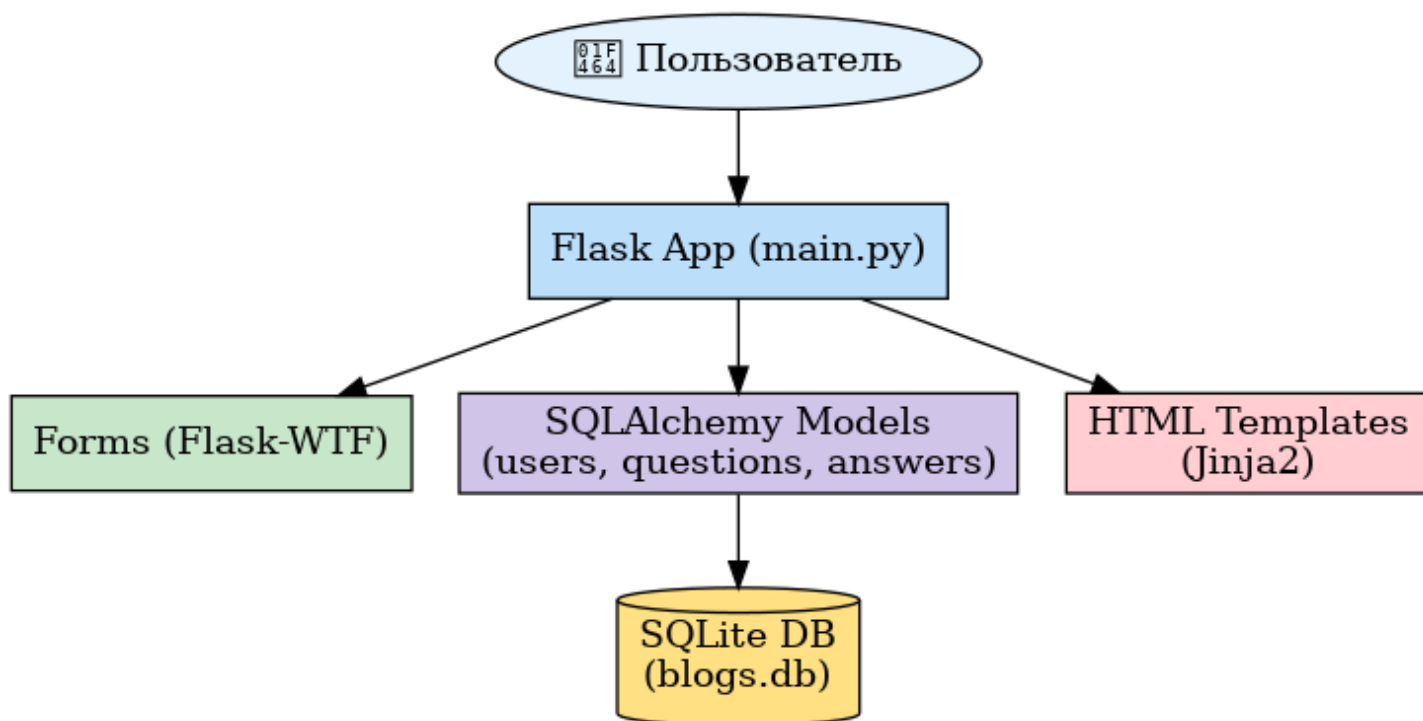 Пользователь
Flask App (main.py)
Forms (Flask-WTF)
SQLAlchemy Models
(users, questions, answers)
HTML Templates
(Jinja2)
SQLite DB
(blogs.db)